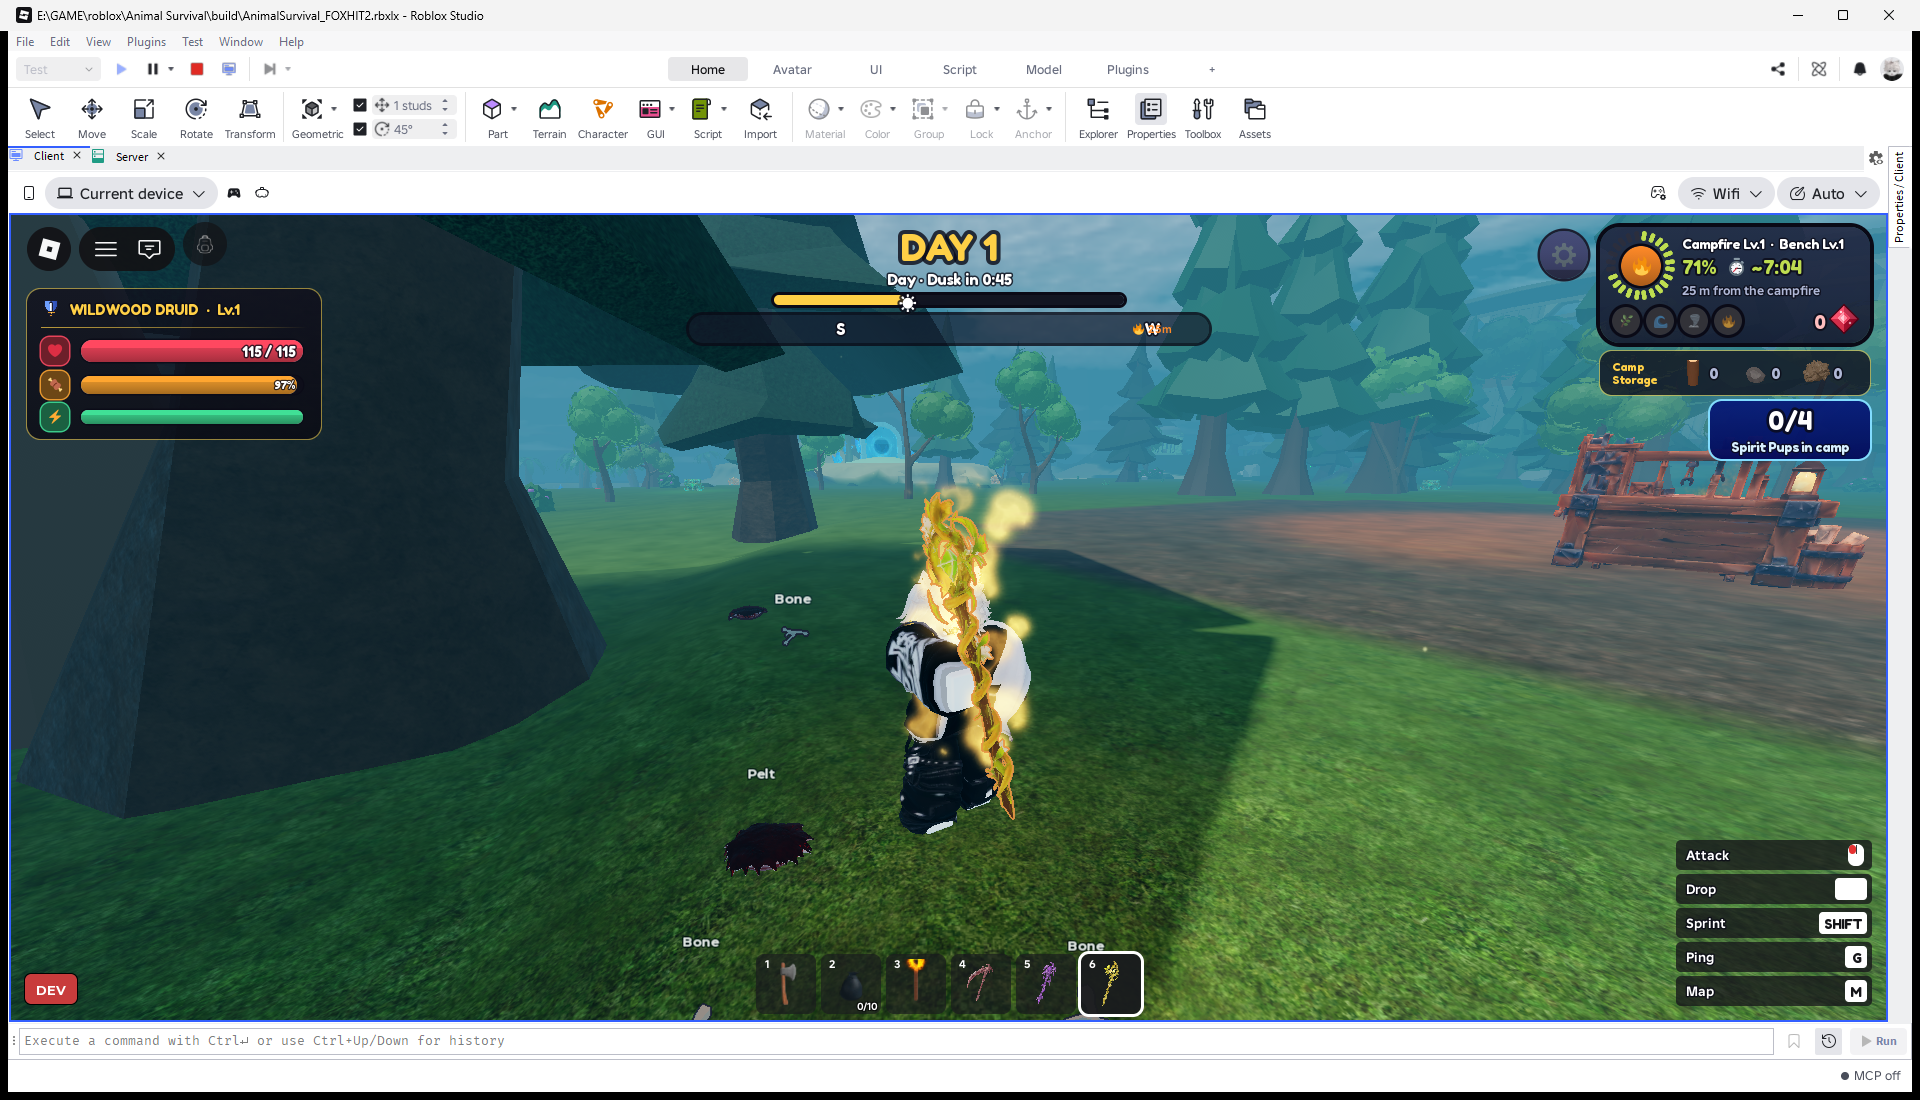 E:\GAME\roblox\Animal Survival\build\AnimalSurvival_FOXHIT2.rbxlx - Roblox Studio
File Edit View Plugins Test Window Help
Test
Home Avatar UI Script Model Plugins +
1 studs
45°
Select Move Scale Rotate Transform Geometric Part Terrain Character GUI Script Import Material Color Group Lock Anchor Explorer Properties Toolbox Assets
Client Server
Properties / Client
Current device
Wifi Auto
DAY 1
Day · Dusk in 0:45
S W
WILDWOOD DRUID · Lv.1
115 / 115
97%
Campfire Lv.1 · Bench Lv.1
71% ~7:04
25 m from the campfire
0
Camp Storage 0 0 0
0/4
Spirit Pups in camp
Bone
Pelt
Bone
Bone
Attack
Drop
Sprint SHIFT
Ping G
Map M
DEV
1 2 3 4 5 6
0/10
Execute a command with Ctrl↵ or use Ctrl+Up/Down for history
Run
MCP off